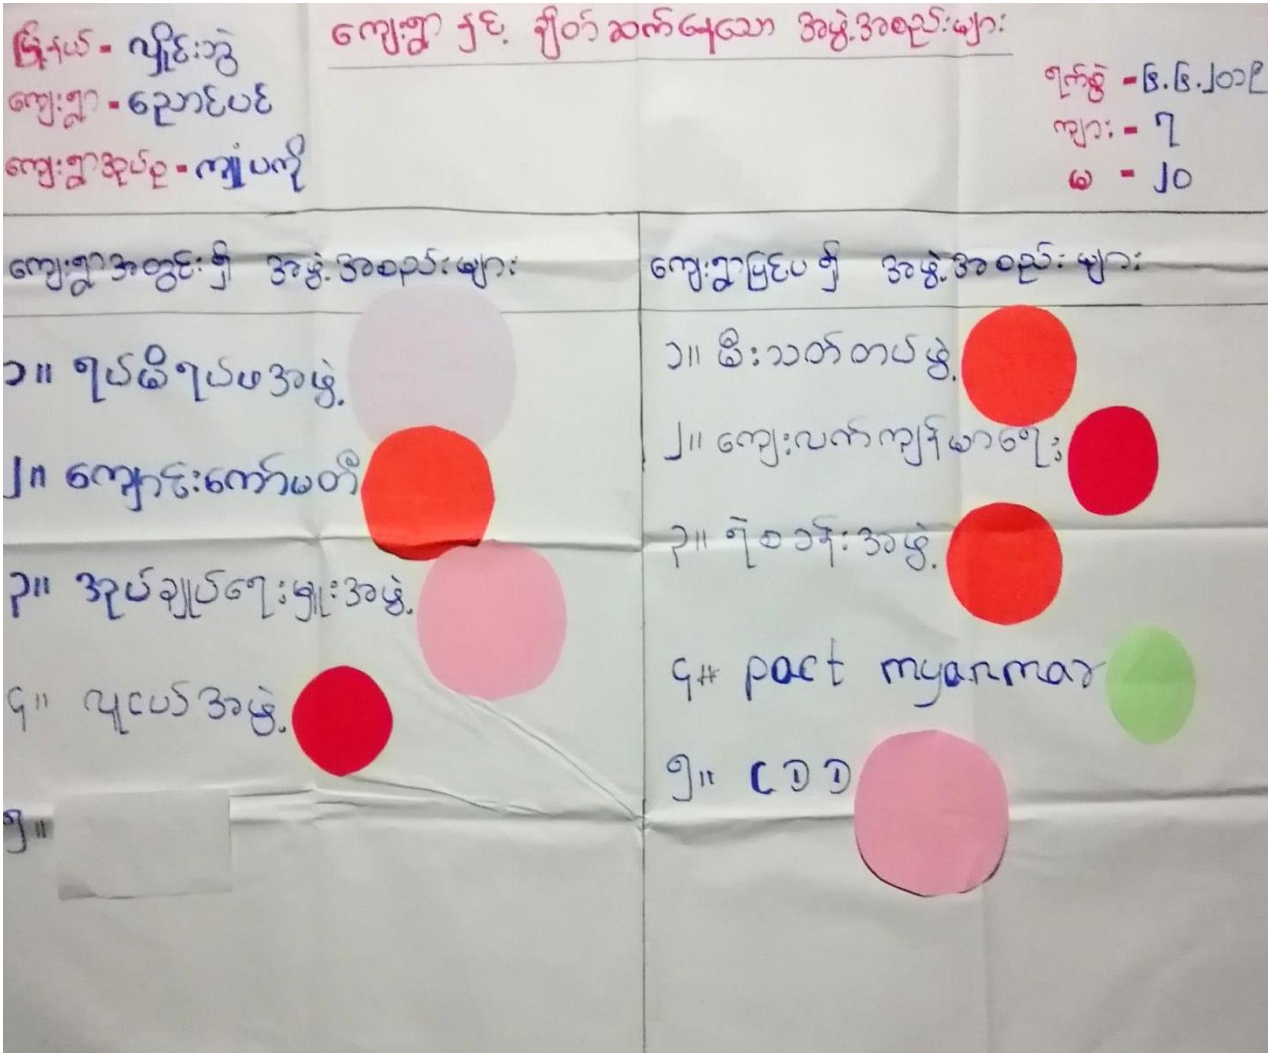 ကျေးရွာ နှင့် ချိတ်ဆက်နေသော အဖွဲ့အစည်းများ
မြို့နယ် - လှိုင်းဘွဲ
ကျေးရွာ - ညောင်ပင်
ကျေးရွာအုပ်စု - ကျုံပကို
ရက်စွဲ - ၆.၆.၂၀၁၉
ကျား - ၇
မ - ၂၀
ကျေးရွာအတွင်းရှိ အဖွဲ့အစည်းများ
၁။ ရပ်မိရပ်ဖအဖွဲ့
၂။ ကျောင်းကော်မတီ
၃။ အုပ်ချုပ်ရေးမှူးအဖွဲ့
၄။ လူငယ်အဖွဲ့
၅။
ကျေးရွာပြင်ပရှိ အဖွဲ့အစည်းများ
၁။ မီးသတ်တပ်ဖွဲ့
၂။ ကျေးလက်ကျန်မာရေး
၃။ ရဲစခန်းအဖွဲ့
၄။ pact myanmar
၅။ CDD